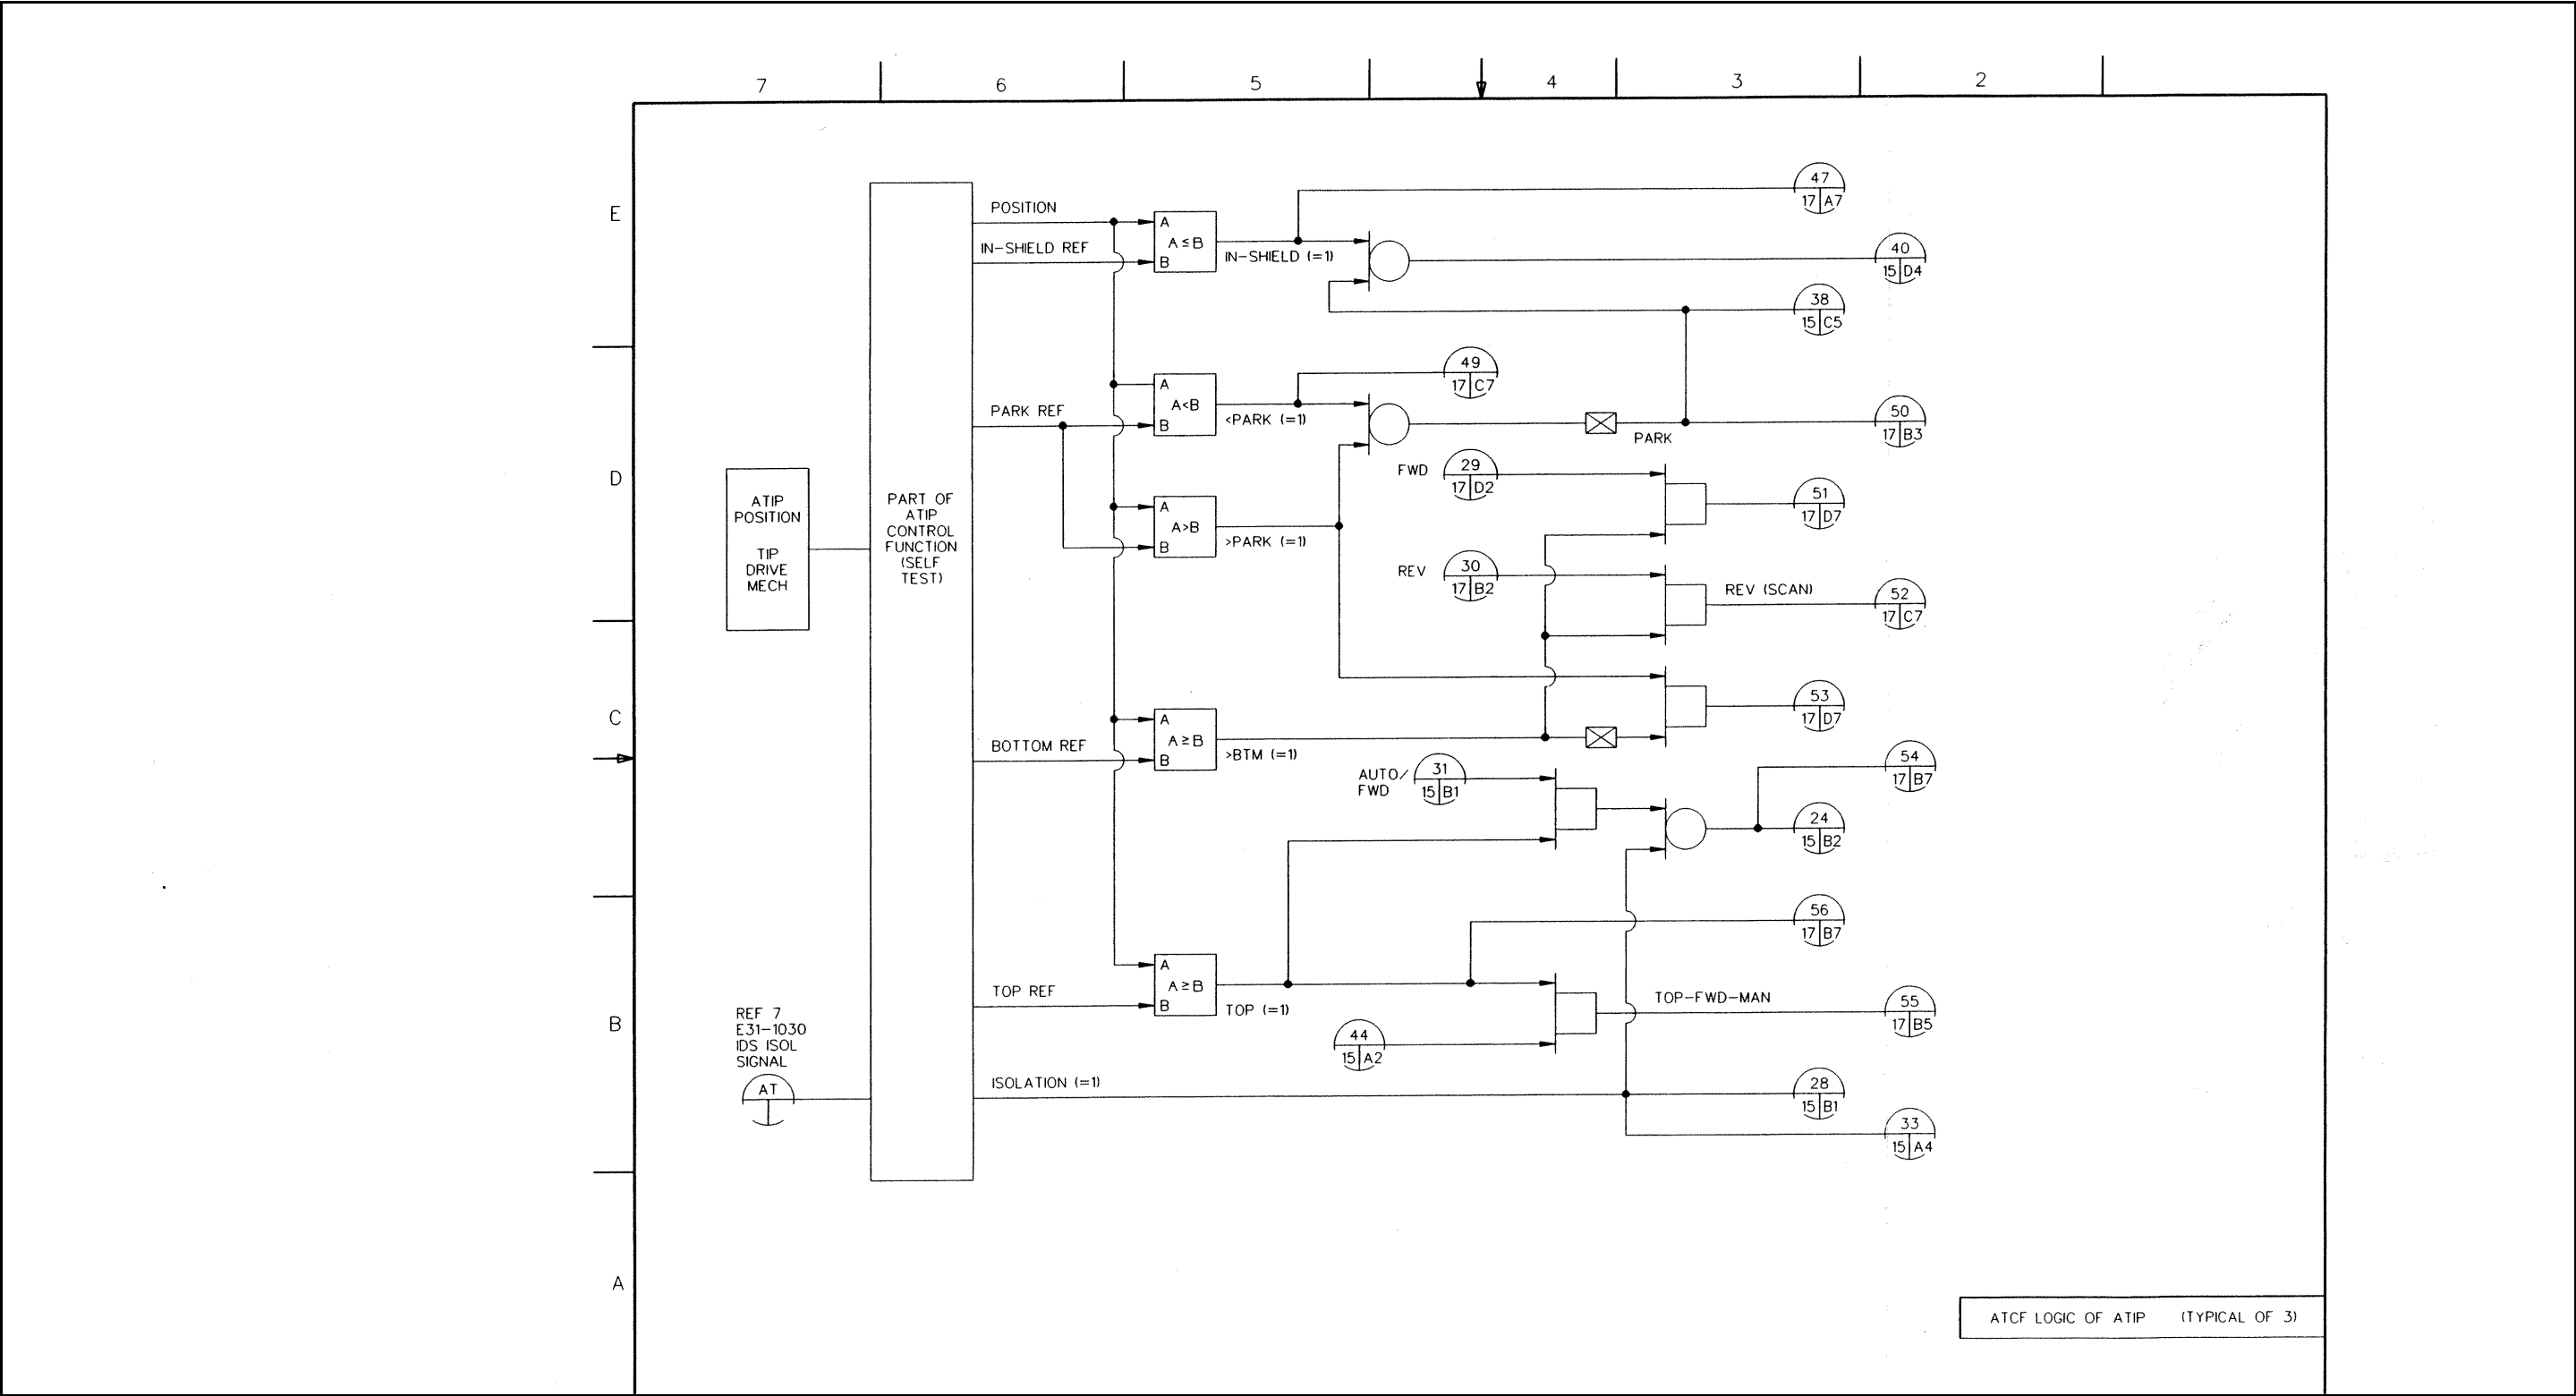 7
6
5
4
3
2
E
D
C
B
A
POSITION
IN-SHIELD REF
A
A≤B
B
IN-SHIELD (=1)
47
17 A7
40
15 D4
38
15 C5
PARK REF
A
A<B
B
<PARK (=1)
49
17 C7
PARK
50
17 B3
ATIP
POSITION
TIP
DRIVE
MECH
PART OF
ATIP
CONTROL
FUNCTION
(SELF
TEST)
A
A>B
B
>PARK (=1)
FWD
29
17 D2
51
17 D7
REV
30
17 B2
REV (SCAN)
52
17 C7
53
17 D7
BOTTOM REF
A
A≥B
B
>BTM (=1)
AUTO/
FWD
31
15 B1
54
17 B7
24
15 B2
56
17 B7
TOP REF
A
A≥B
B
TOP (=1)
TOP-FWD-MAN
55
17 B5
44
15 A2
REF 7
E31-1030
IDS ISOL
SIGNAL
AT
ISOLATION (=1)
28
15 B1
33
15 A4
ATCF LOGIC OF ATIP (TYPICAL OF 3)